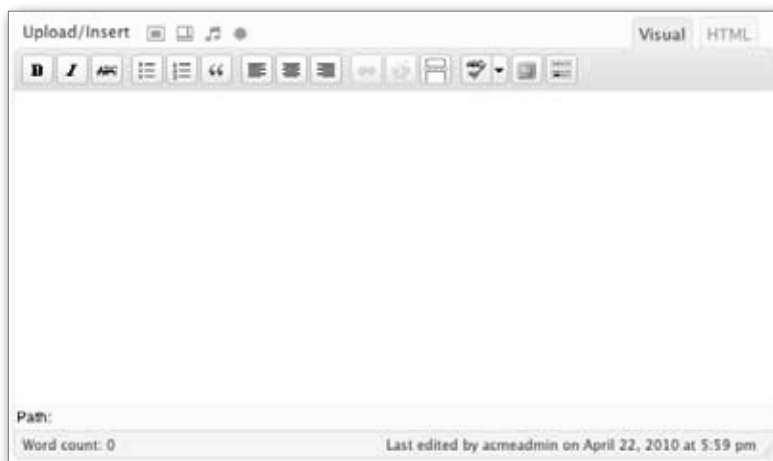 Upload/Insert Visual HTML
B I ABC
Path:
Word count: 0 Last edited by acmeadmin on April 22, 2010 at 5:59 pm